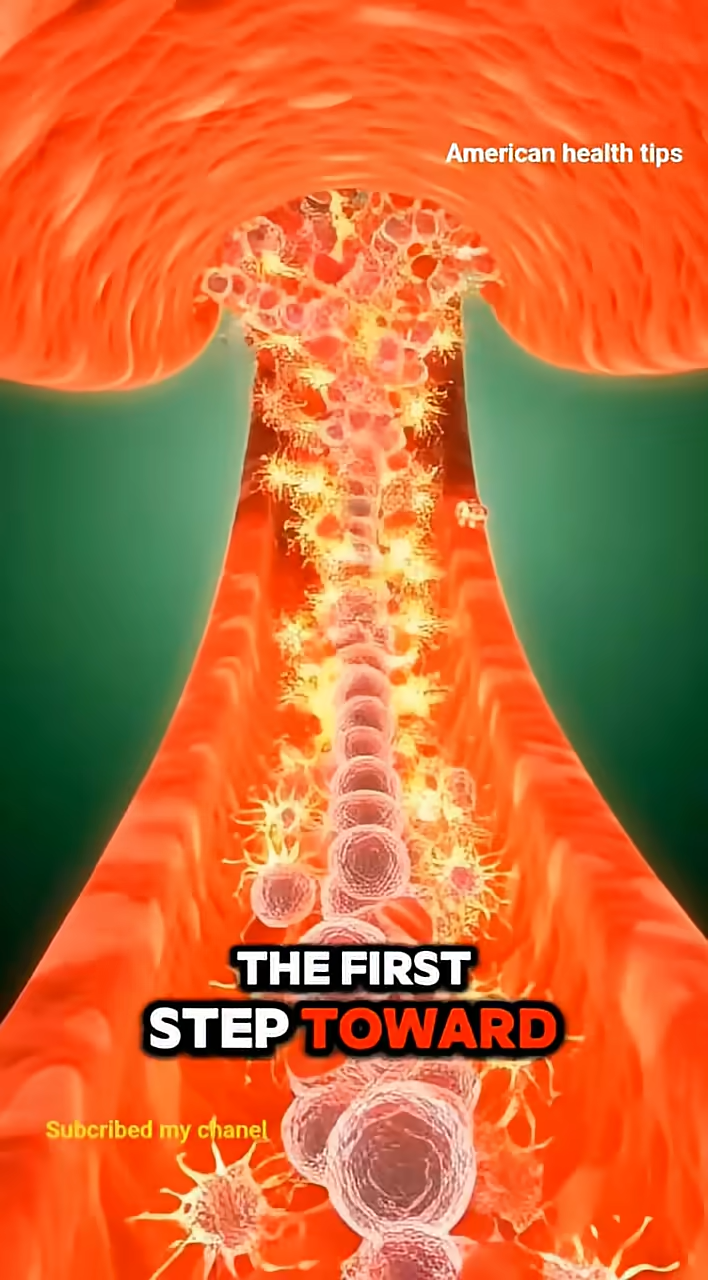 American health tips
THE FIRST
STEP TOWARD
Subcribed my chanel